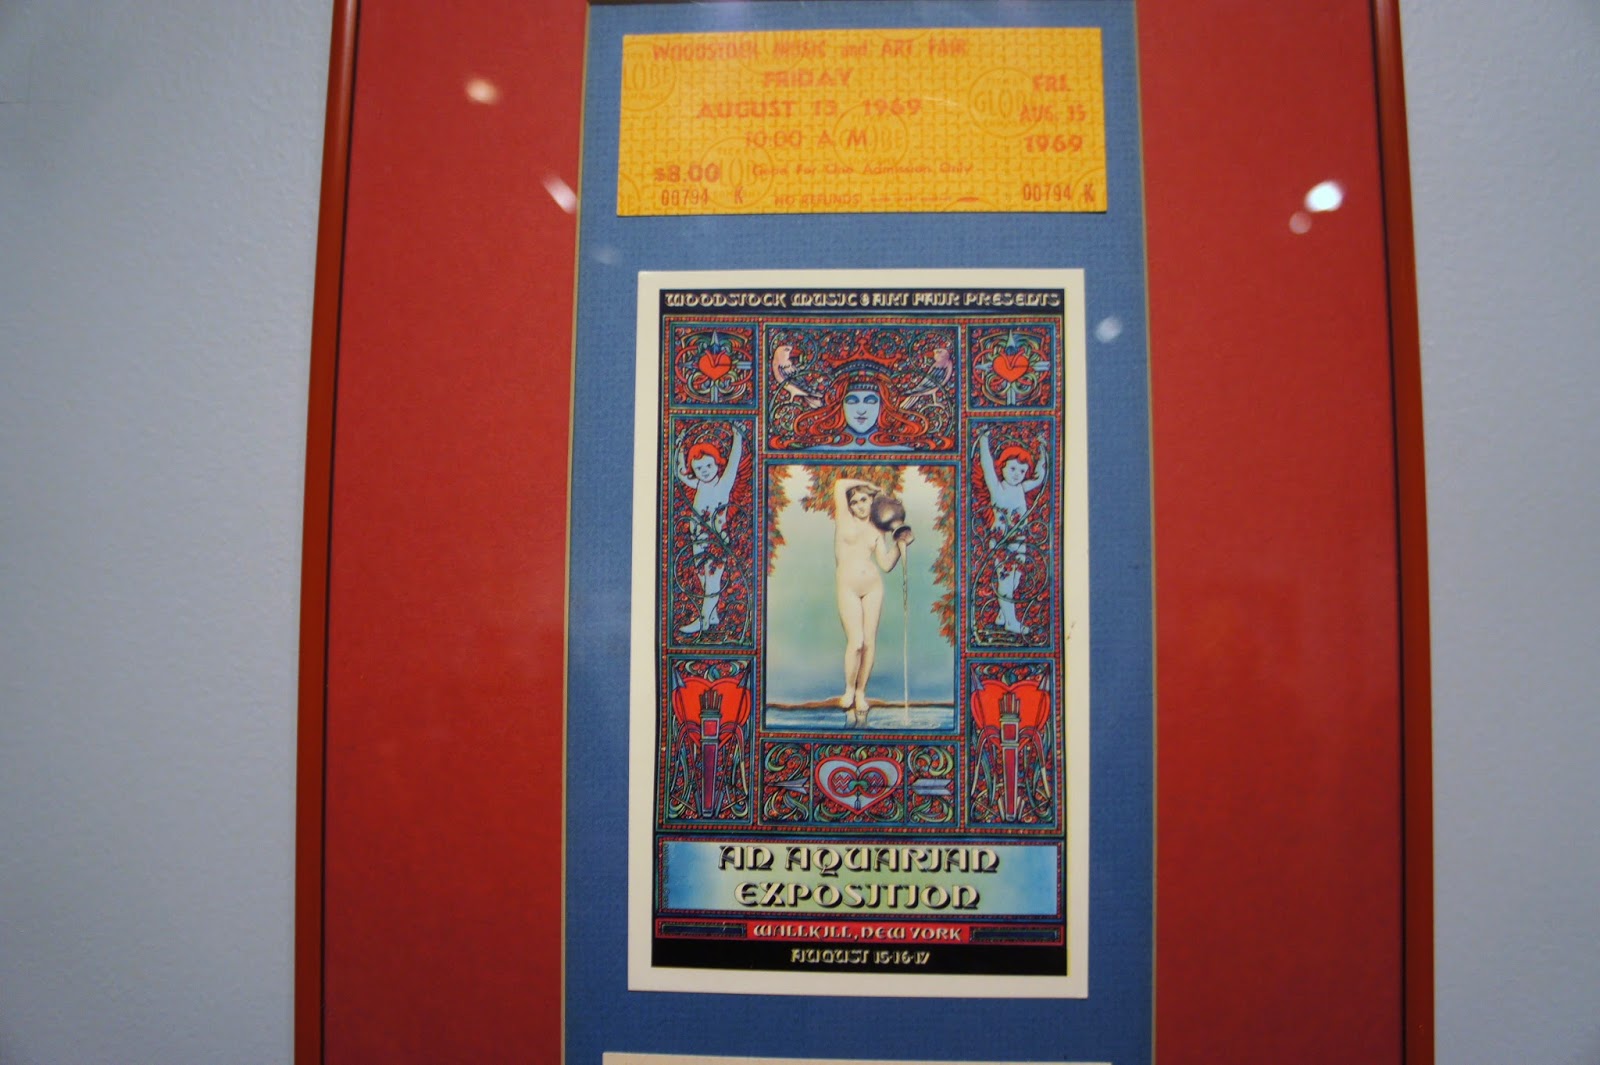 WOODSTOCK MUSIC and ART FAIR
FRIDAY
AUGUST 15 1969
10:00 A M
$8.00 Good For One Admission Only
00794 K NO REFUNDS
FRI.
AUG. 15
1969
00794 K
GLOBE
WOODSTOCK MUSIC & ART FAIR PRESENTS
AN AQUARIAN
EXPOSITION
WALLKILL, NEW YORK
AUGUST 15·16·17